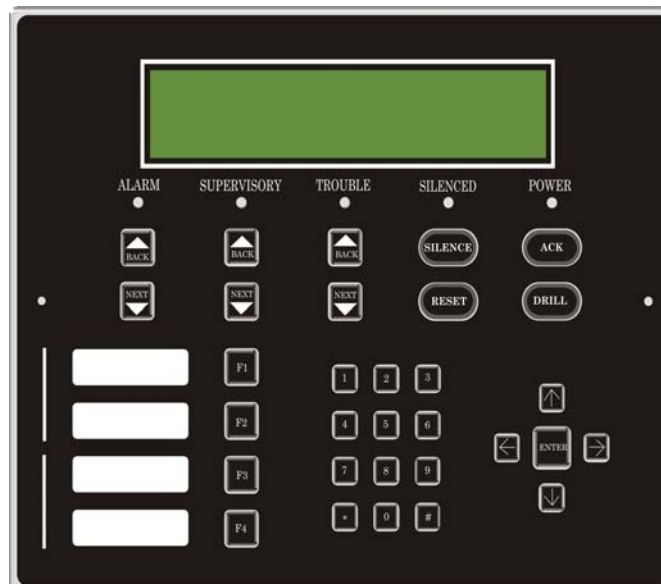 ALARM SUPERVISORY TROUBLE SILENCED POWER
BACK BACK BACK SILENCE ACK
NEXT NEXT NEXT RESET DRILL
F1 1 2 3
F2 4 5 6 ENTER
F3 7 8 9
F4 * 0 #